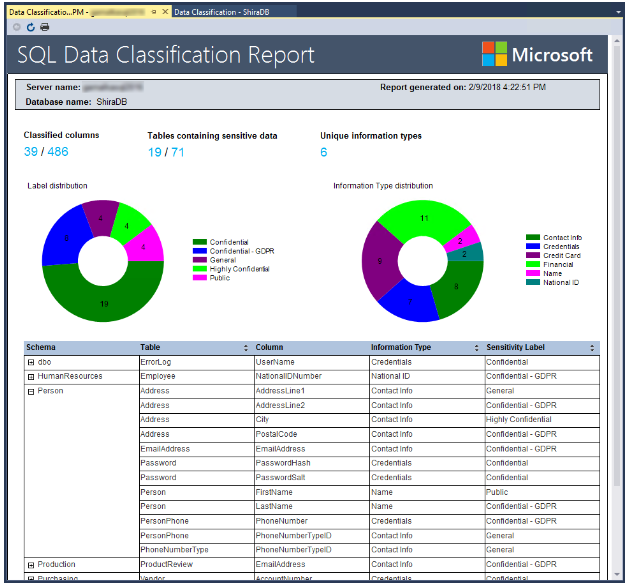 Data Classificatio...PM - 
Data Classification - ShiraDB
SQL Data Classification Report
Microsoft
Server name:
Report generated on: 2/9/2018 4:22:51 PM
Database name: ShiraDB
Classified columns
Tables containing sensitive data
Unique information types
39 / 486
19 / 71
6
Label distribution
4
4
19
Confidential
Confidential - GDPR
General
Highly Confidential
Public
Information Type distribution
11
2
2
8
7
9
Contact Info
Credentials
Credit Card
Financial
Name
National ID
Schema Table Column Information Type Sensitivity Label
dbo ErrorLog UserName Credentials Confidential
HumanResources Employee NationalIDNumber National ID Confidential - GDPR
Person Address AddressLine1 Contact Info General
Address AddressLine2 Contact Info Confidential - GDPR
Address City Contact Info Highly Confidential
Address PostalCode Contact Info Confidential - GDPR
EmailAddress EmailAddress Contact Info Confidential - GDPR
Password PasswordHash Credentials Confidential
Password PasswordSalt Credentials Confidential
Person FirstName Name Public
Person LastName Name Confidential - GDPR
PersonPhone PhoneNumber Credentials Confidential - GDPR
PersonPhone PhoneNumberTypeID Contact Info General
PhoneNumberType PhoneNumberTypeID Contact Info General
Production ProductReview EmailAddress Contact Info Confidential - GDPR
Purchasing Vendor AccountNumber Credentials Confidential